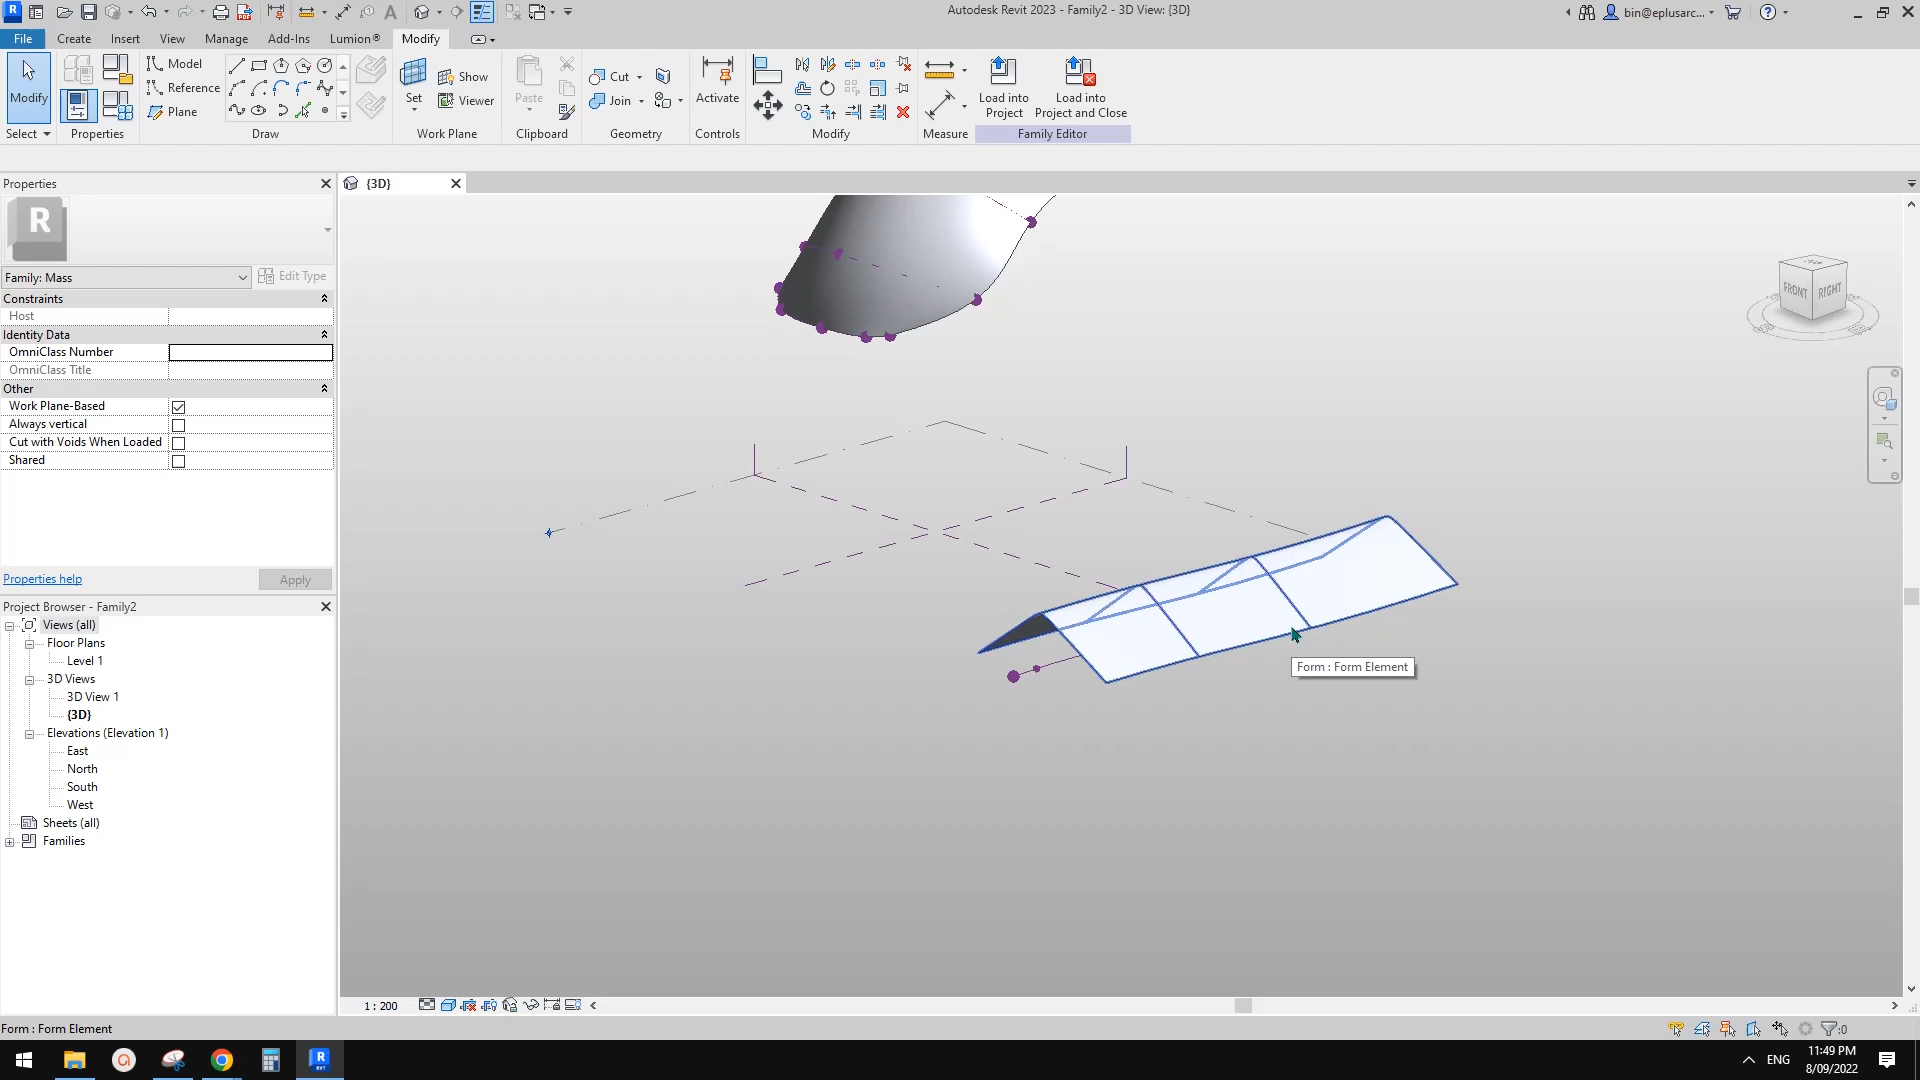 Autodesk Revit 2023 - Family2 - 3D View: {3D}
bin@eplusarc...
File
Create
Insert
View
Manage
Add-Ins
Lumion®
Modify
Modify
Model
Reference
Plane
Set
Show
Viewer
Paste
Cut
Join
Activate
Load into
Project
Load into
Project and Close
Select
Properties
Draw
Work Plane
Clipboard
Geometry
Controls
Modify
Measure
Family Editor
Properties
{3D}
R
Family: Mass
Edit Type
Constraints
Host
Identity Data
OmniClass Number
OmniClass Title
Other
Work Plane-Based
Always vertical
Cut with Voids When Loaded
Shared
Properties help
Apply
FRONT
RIGHT
Project Browser - Family2
Views (all)
Floor Plans
Level 1
3D Views
3D View 1
{3D}
Elevations (Elevation 1)
East
North
South
West
Sheets (all)
Families
Form : Form Element
1 : 200
Form : Form Element
:0
ENG
11:49 PM
8/09/2022